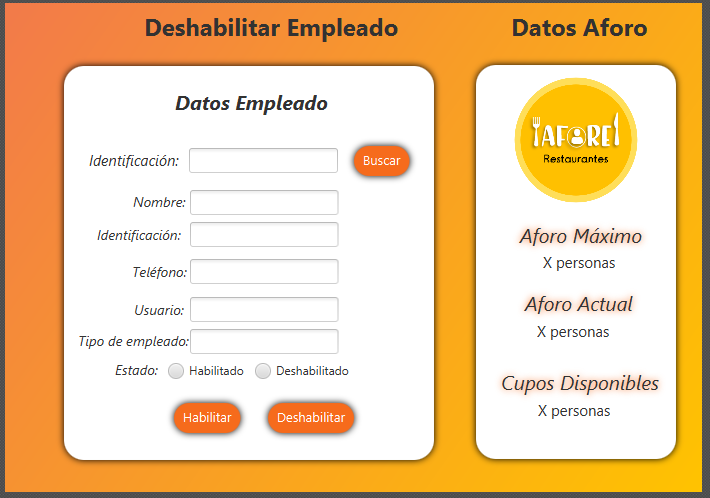 Deshabilitar Empleado
Datos Empleado
Identificación:
Buscar
Nombre:
Identificación:
Teléfono:
Usuario:
Tipo de empleado:
Estado: Habilitado Deshabilitado
Habilitar Deshabilitar
Datos Aforo
AFORE
Restaurantes
Aforo Máximo
X personas
Aforo Actual
X personas
Cupos Disponibles
X personas